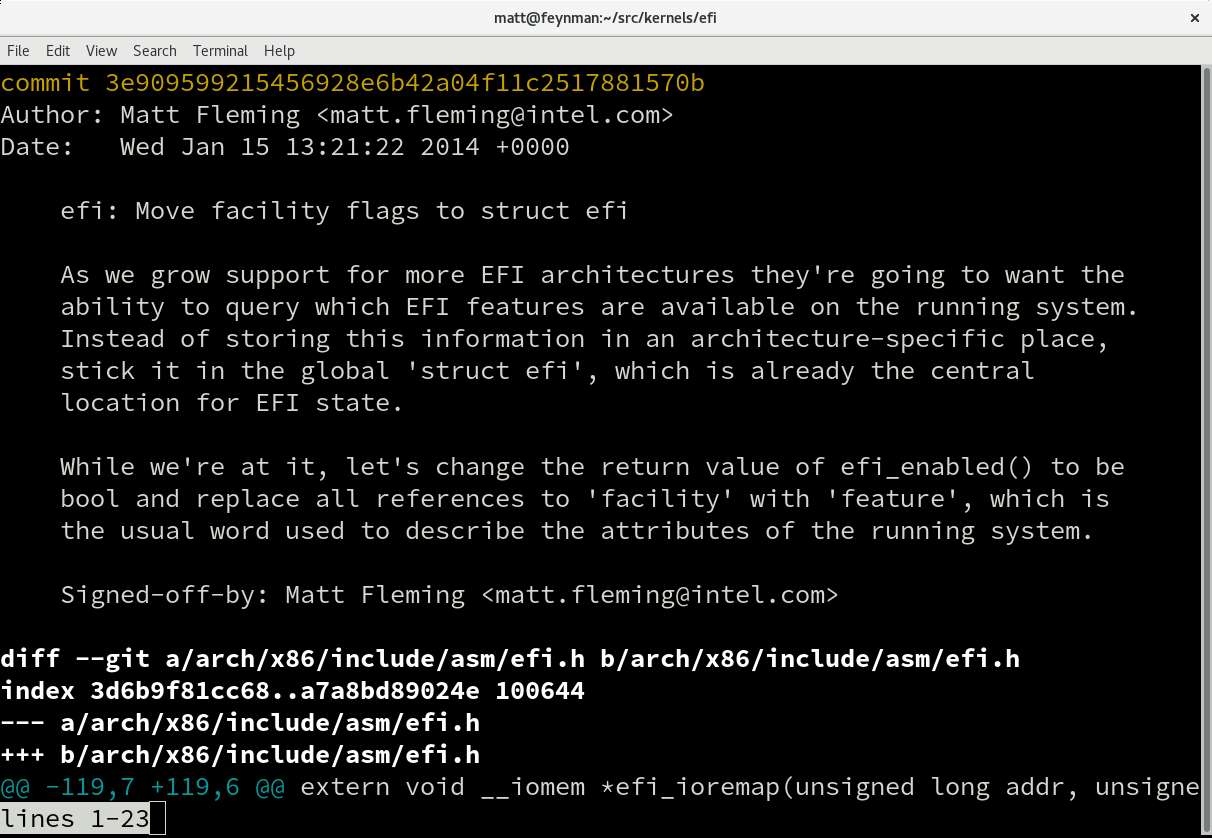 matt@feynman:~/src/kernels/efi
File Edit View Search Terminal Help
commit 3e909599215456928e6b42a04f11c2517881570b
Author: Matt Fleming <matt.fleming@intel.com>
Date:   Wed Jan 15 13:21:22 2014 +0000
    efi: Move facility flags to struct efi
    As we grow support for more EFI architectures they're going to want the
    ability to query which EFI features are available on the running system.
    Instead of storing this information in an architecture-specific place,
    stick it in the global 'struct efi', which is already the central
    location for EFI state.
    While we're at it, let's change the return value of efi_enabled() to be
    bool and replace all references to 'facility' with 'feature', which is
    the usual word used to describe the attributes of the running system.
    Signed-off-by: Matt Fleming <matt.fleming@intel.com>
diff --git a/arch/x86/include/asm/efi.h b/arch/x86/include/asm/efi.h
index 3d6b9f81cc68..a7a8bd89024e 100644
--- a/arch/x86/include/asm/efi.h
+++ b/arch/x86/include/asm/efi.h
@@ -119,7 +119,6 @@ extern void __iomem *efi_ioremap(unsigned long addr, unsigne
lines 1-23